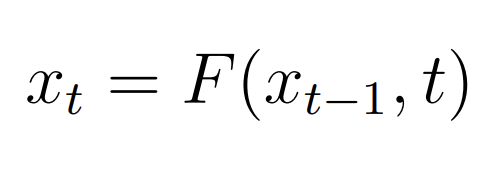 x_t = F(x_{t-1}, t)